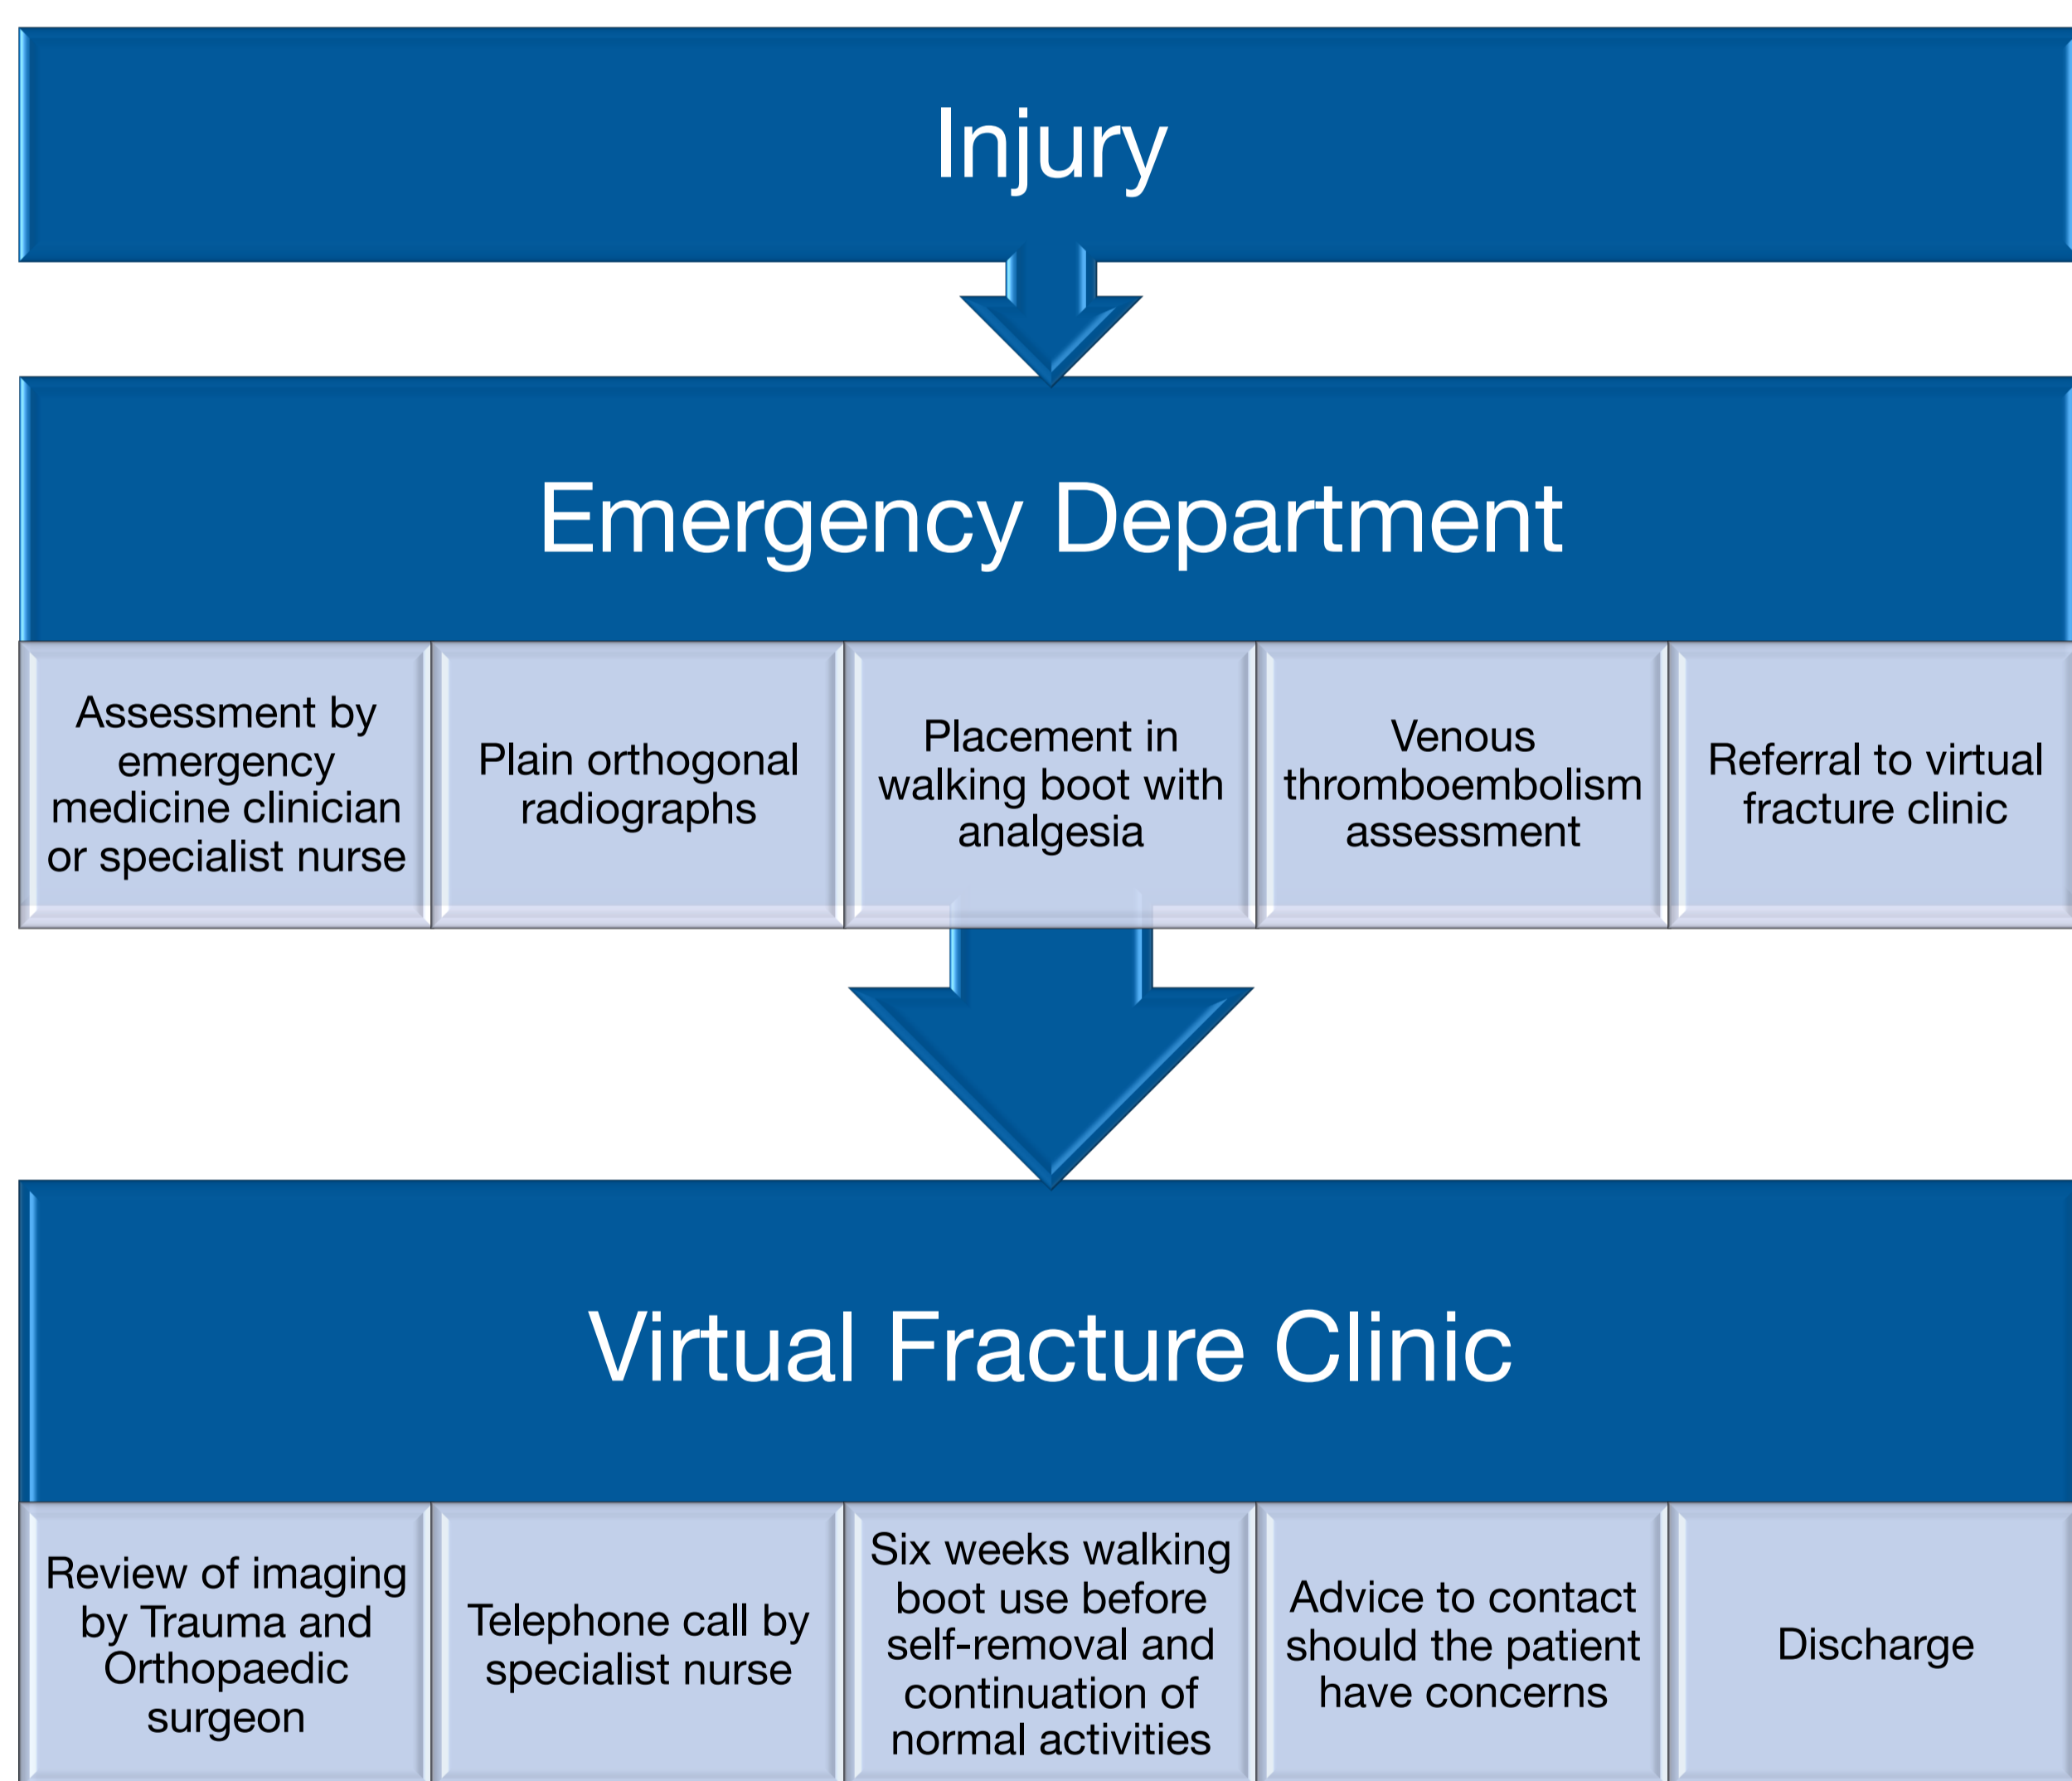 Injury
Emergency Department
Assessment by
emergency
medicine clinician
or specialist nurse
Plain orthogonal
radiographs
Placement in
walking boot with
analgesia
Venous
thromboembolism
assessment
Referral to virtual
fracture clinic
Virtual Fracture Clinic
Review of imaging
by Trauma and
Orthopaedic
surgeon
Telephone call by
specialist nurse
Six weeks walking
boot use before
self-removal and
continuation of
normal activities
Advice to contact
should the patient
have concerns
Discharge